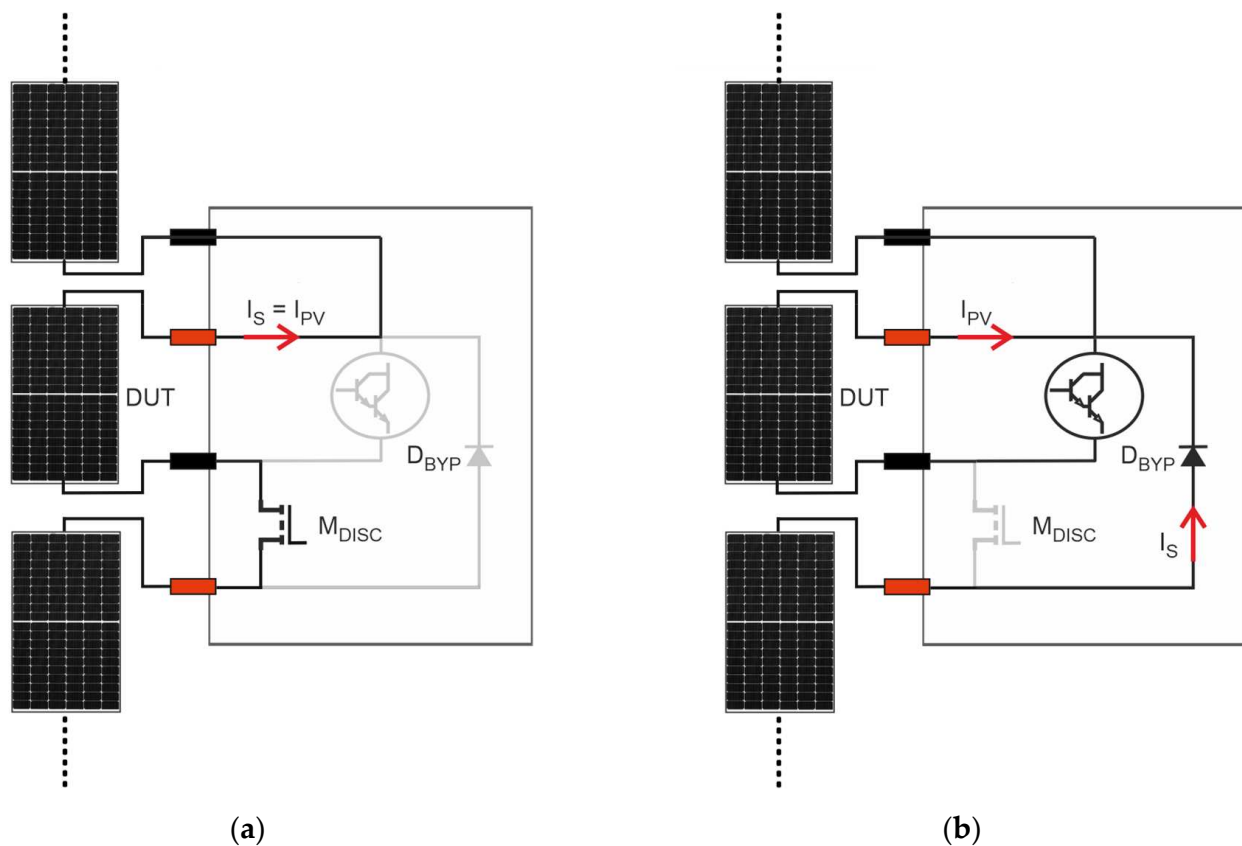 I_S = I_PV
DUT
D_BYP
M_DISC
(a)
I_PV
DUT
D_BYP
M_DISC
I_S
(b)